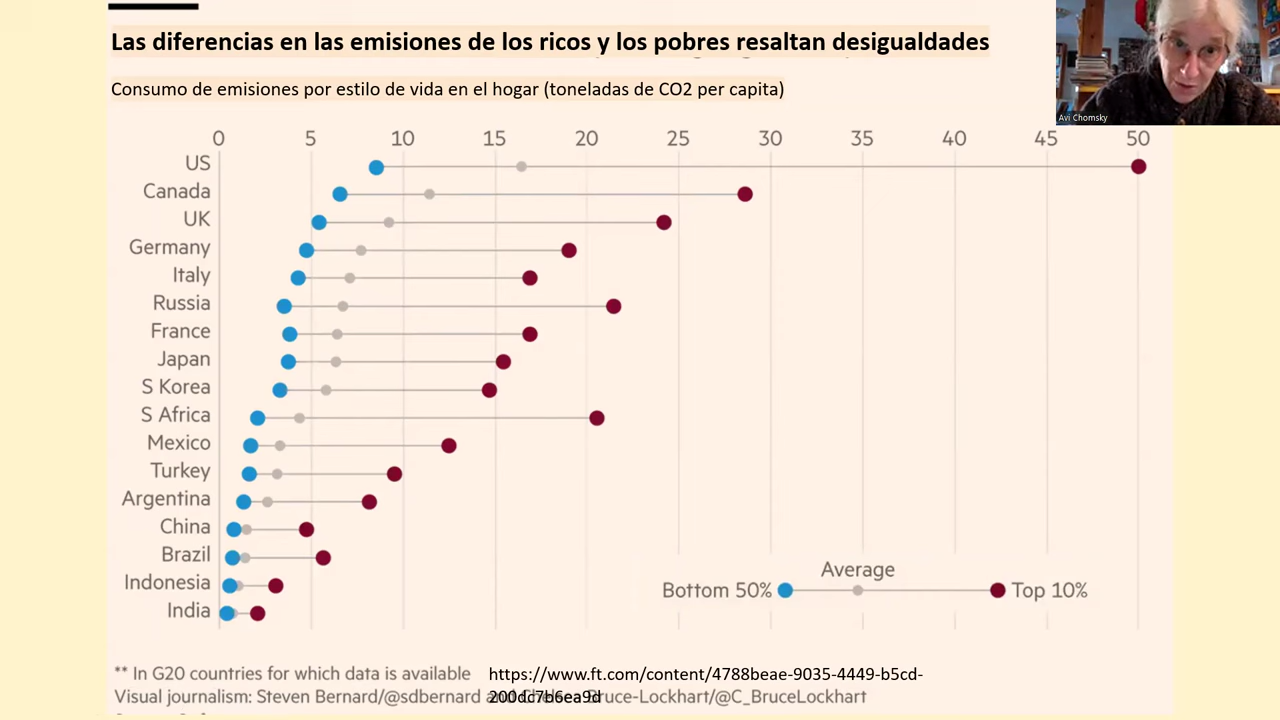 Las diferencias en las emisiones de los ricos y los pobres resaltan desigualdades
Avi Chomsky
Consumo de emisiones por estilo de vida en el hogar (toneladas de CO2 per capita)
0 5 10 15 20 25 30 35 40 45 50
US
Canada
UK
Germany
Italy
Russia
France
Japan
S Korea
S Africa
Mexico
Turkey
Argentina
China
Brazil
Indonesia
India
Average
Bottom 50% Top 10%
** In G20 countries for which data is available
https://www.ft.com/content/4788beae-9035-4449-b5cd-
Visual journalism: Steven Bernard/@sdbernard and Bruce-Lockhart/@C_BruceLockhart